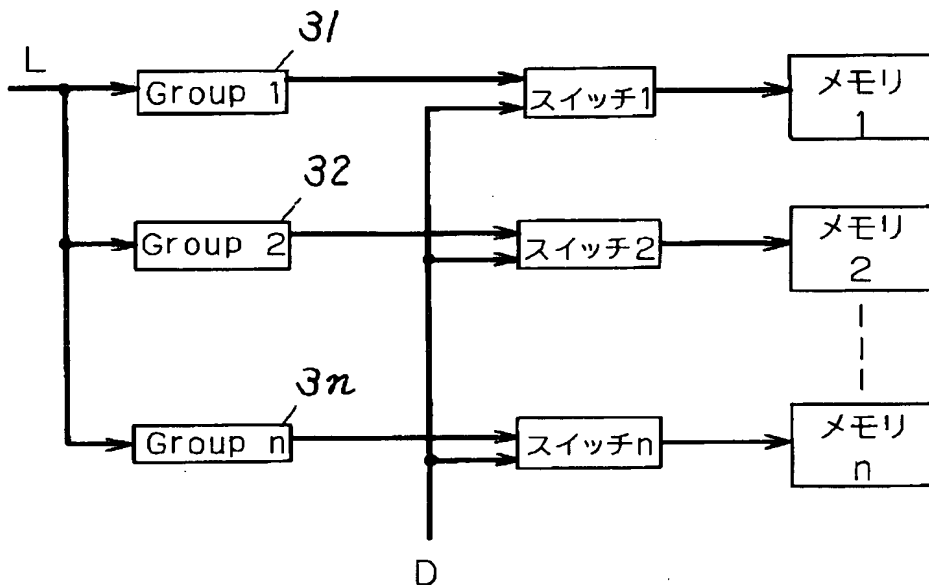 31
L
Group 1
スイッチ1
メモリ
1
32
Group 2
スイッチ2
メモリ
2
3n
Group n
スイッチn
メモリ
n
D